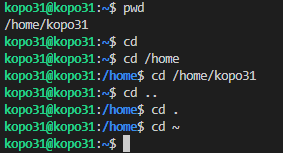 kopo31@kopo31:~$ pwd
/home/kopo31
kopo31@kopo31:~$ cd
kopo31@kopo31:~$ cd /home
kopo31@kopo31:/home$ cd /home/kopo31
kopo31@kopo31:~$ cd ..
kopo31@kopo31:/home$ cd .
kopo31@kopo31:/home$ cd ~
kopo31@kopo31:~$